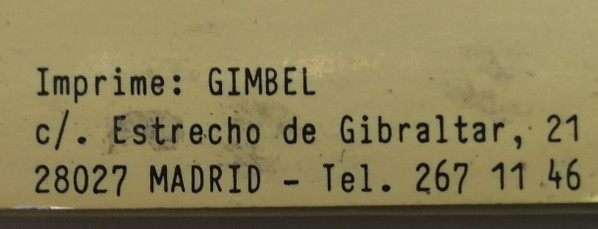 Imprime: GIMBEL
c/. Estrecho de Gibraltar, 21
28027 MADRID - Tel. 267 11 46